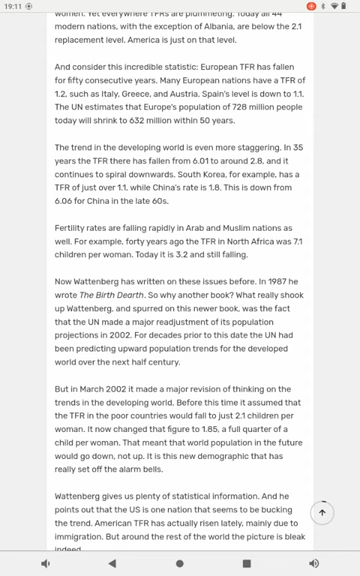 19:11
women. Yet everywhere TFRs are plummeting. Today all 44
modern nations, with the exception of Albania, are below the 2.1
replacement level. America is just on that level.
And consider this incredible statistic: European TFR has fallen
for fifty consecutive years. Many European nations have a TFR of
1.2, such as Italy, Greece, and Austria. Spain's level is down to 1.1.
The UN estimates that Europe's population of 728 million people
today will shrink to 632 million within 50 years.
The trend in the developing world is even more staggering. In 35
years the TFR there has fallen from 6.01 to around 2.8, and it
continues to spiral downwards. South Korea, for example, has a
TFR of just over 1.1, while China's rate is 1.8. This is down from
6.06 for China in the late 60s.
Fertility rates are falling rapidly in Arab and Muslim nations as
well. For example, forty years ago the TFR in North Africa was 7.1
children per woman. Today it is 3.2 and still falling.
Now Wattenberg has written on these issues before. In 1987 he
wrote The Birth Dearth. So why another book? What really shook
up Wattenberg, and spurred on this newer book, was the fact
that the UN made a major readjustment of its population
projections in 2002. For decades prior to this date the UN had
been predicting upward population trends for the developed
world over the next half century.
But in March 2002 it made a major revision of thinking on the
trends in the developing world. Before this time it assumed that
the TFR in the poor countries would fall to just 2.1 children per
woman. It now changed that figure to 1.85, a full quarter of a
child per woman. That meant that world population in the future
would go down, not up. It is this new demographic that has
really set off the alarm bells.
Wattenberg gives us plenty of statistical information. And he
points out that the US is one nation that seems to be bucking
the trend. American TFR has actually risen lately, mainly due to
immigration. But around the rest of the world the picture is bleak
indeed.